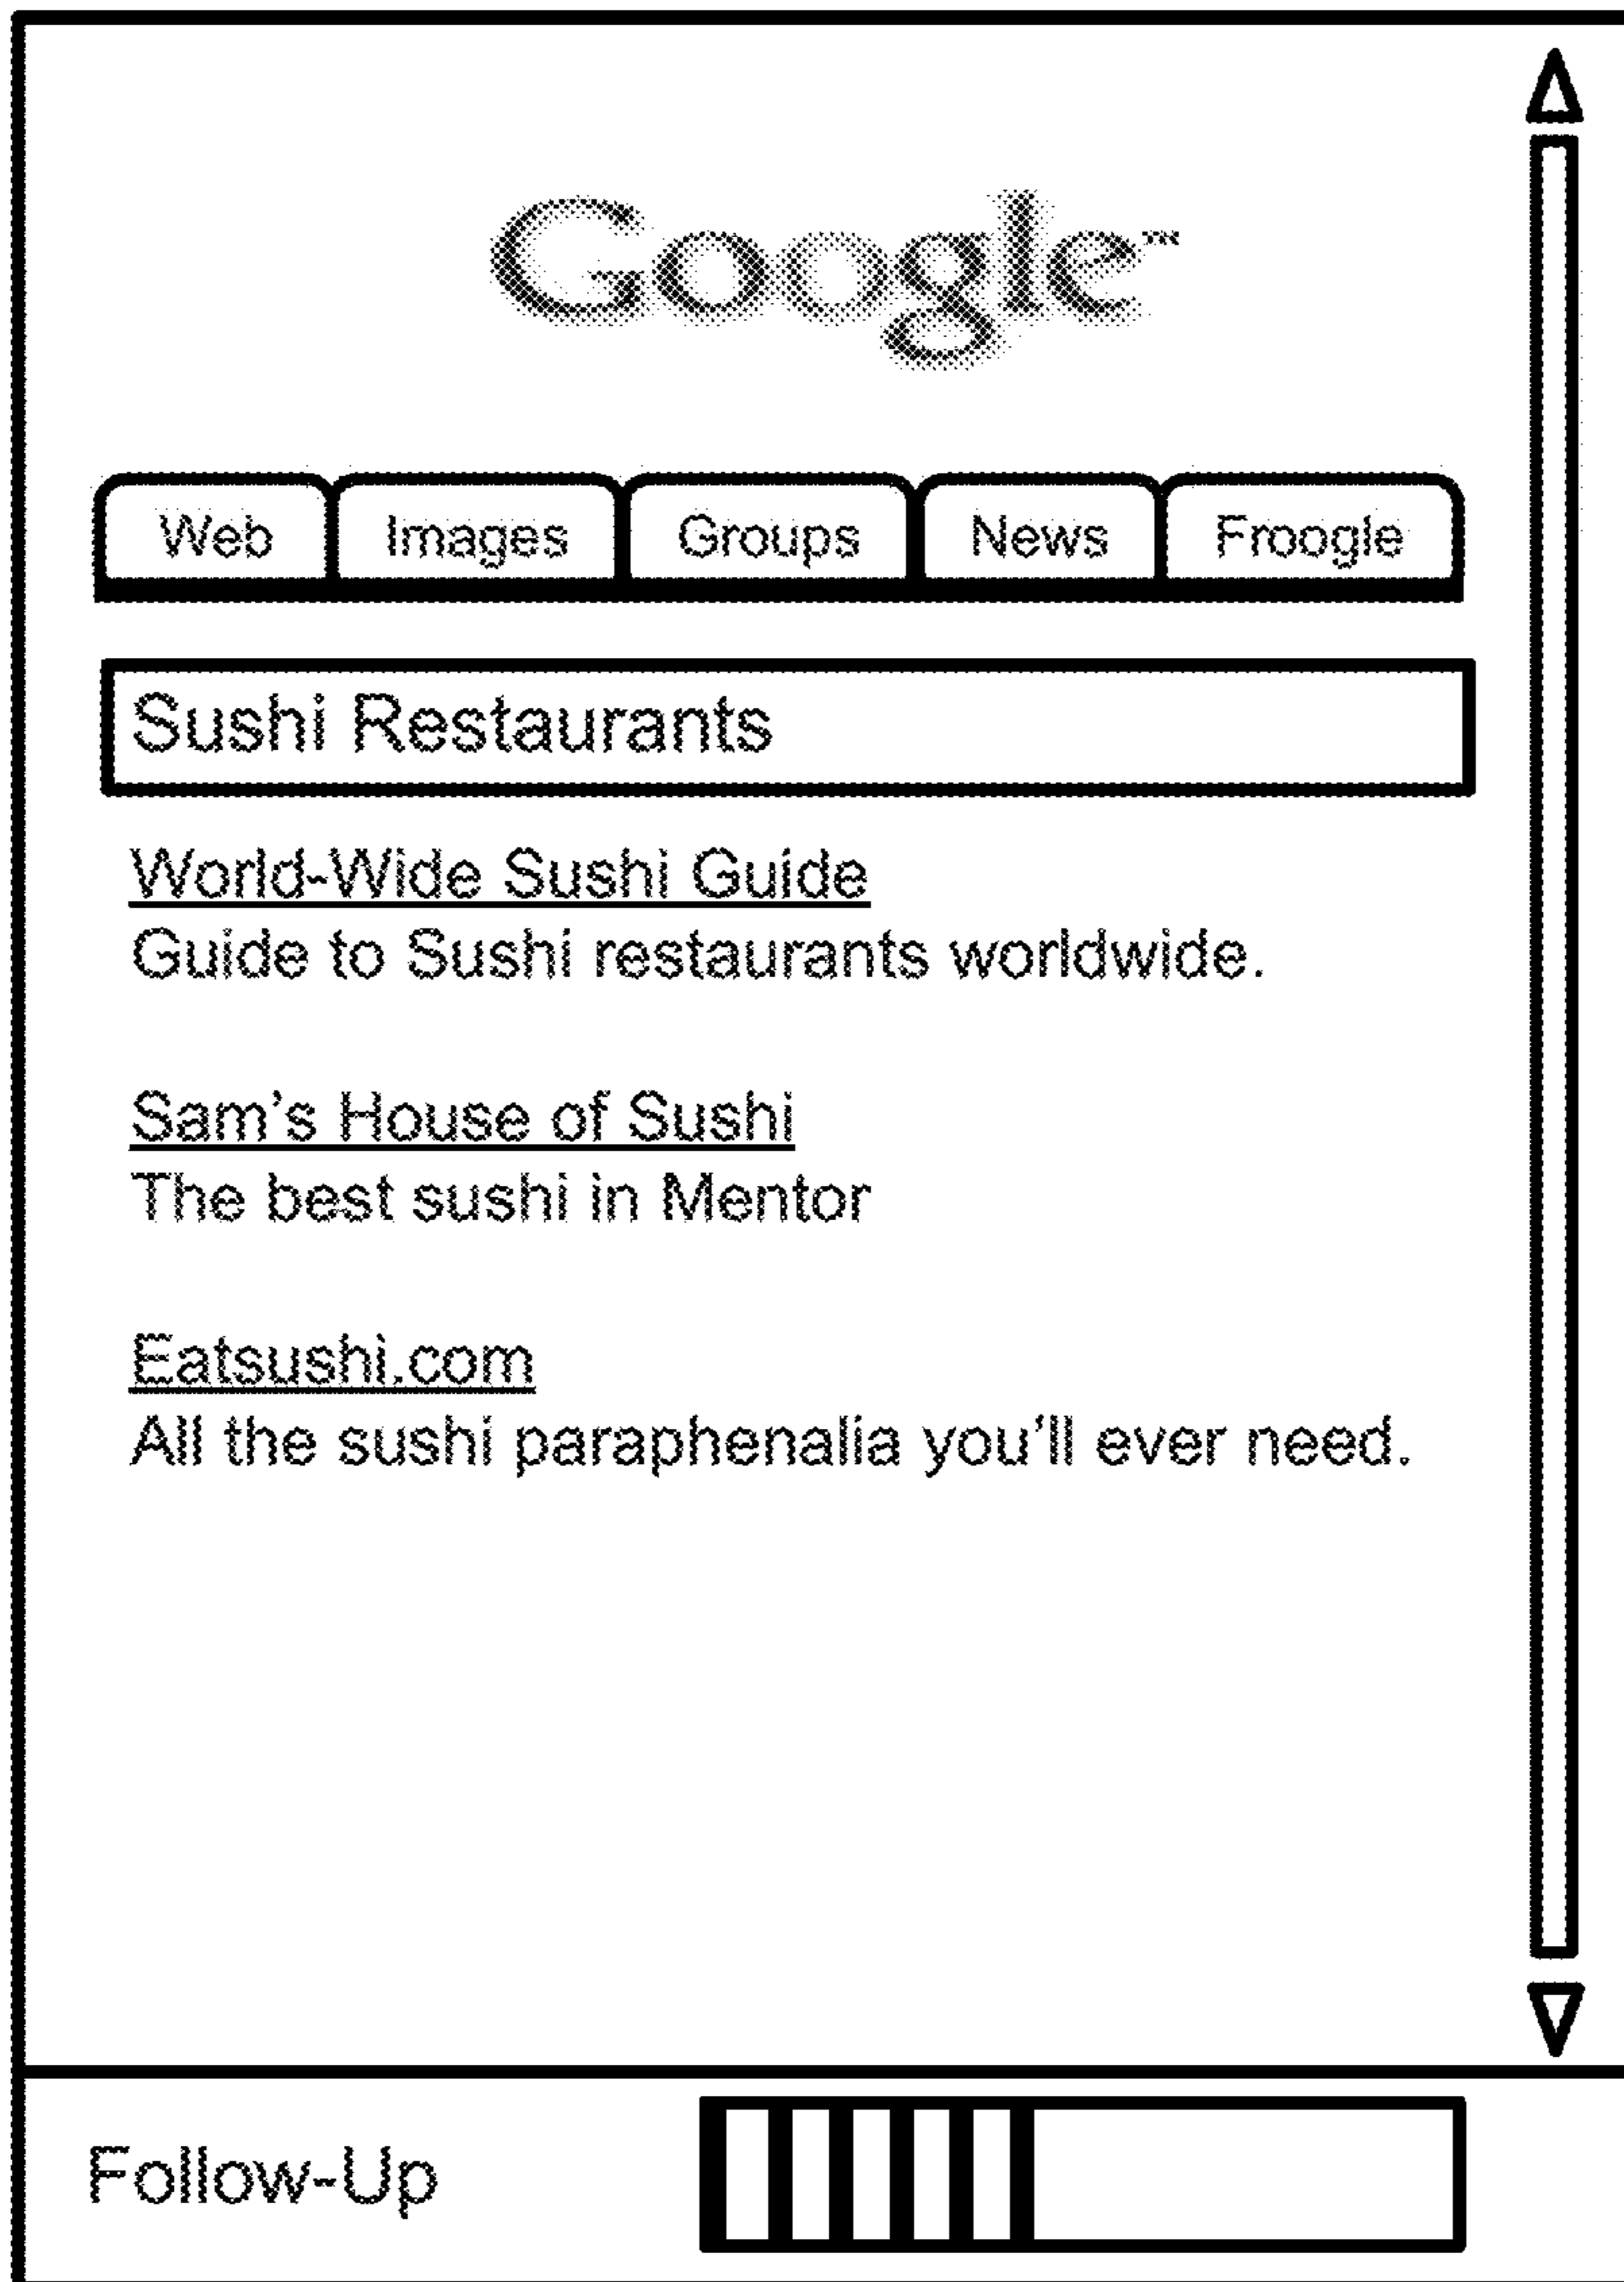 Google™
Web Images Groups News Froogle
Sushi Restaurants
World-Wide Sushi Guide
Guide to Sushi restaurants worldwide.
Sam's House of Sushi
The best sushi in Mentor
Eatsushi.com
All the sushi paraphenalia you'll ever need.
Follow-Up